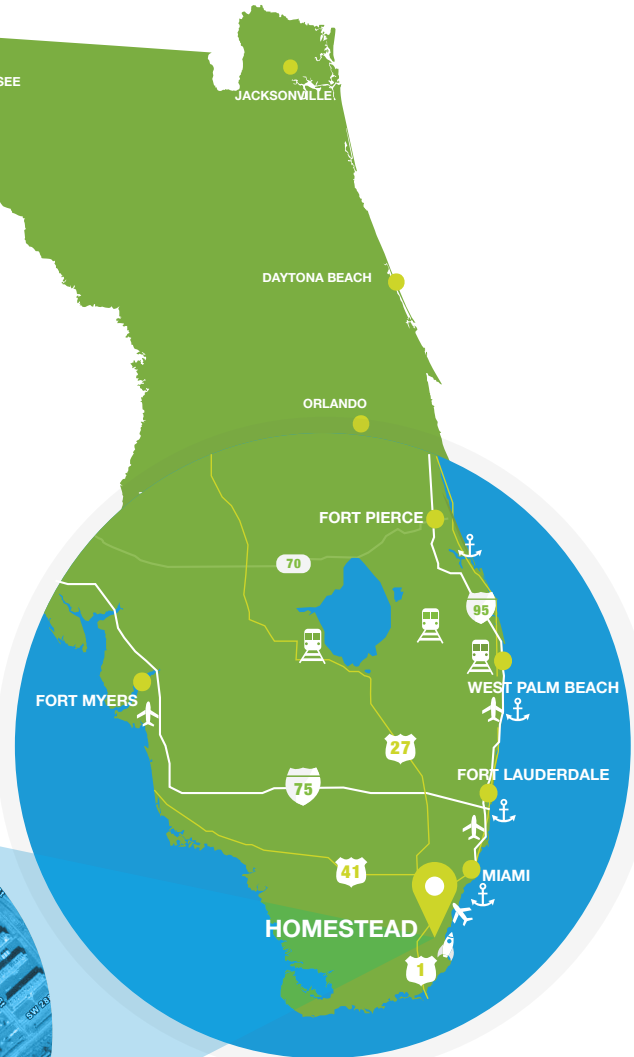 SEE
JACKSONVILLE
DAYTONA BEACH
ORLANDO
FORT PIERCE
70
95
WEST PALM BEACH
FORT MYERS
27
FORT LAUDERDALE
75
41
MIAMI
HOMESTEAD
1